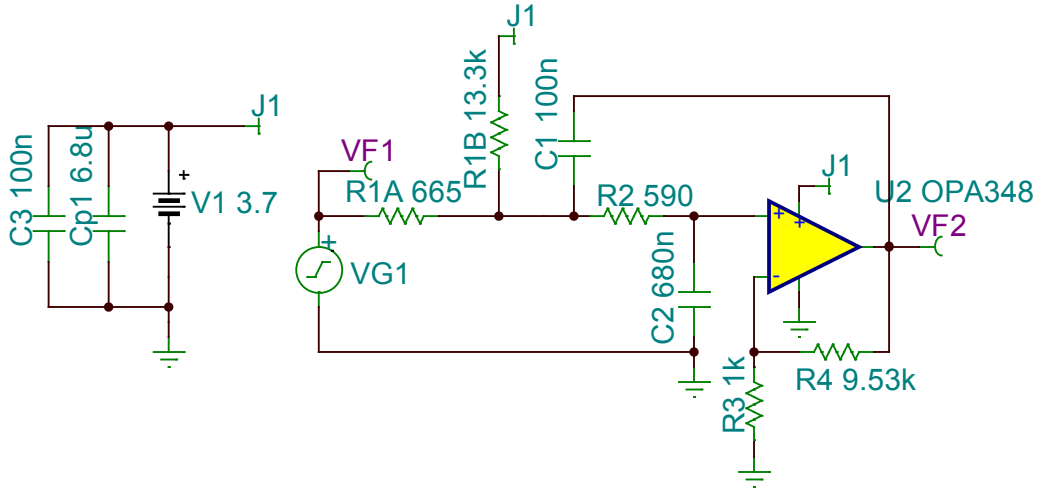 J1
C3 100n
Cp1 6.8u
+
V1 3.7
VF1
R1A 665
+
VG1
J1
R1B 13.3k
C1 100n
R2 590
C2 680n
J1
U2 OPA348
+
+
-
-
VF2
R4 9.53k
R3 1k